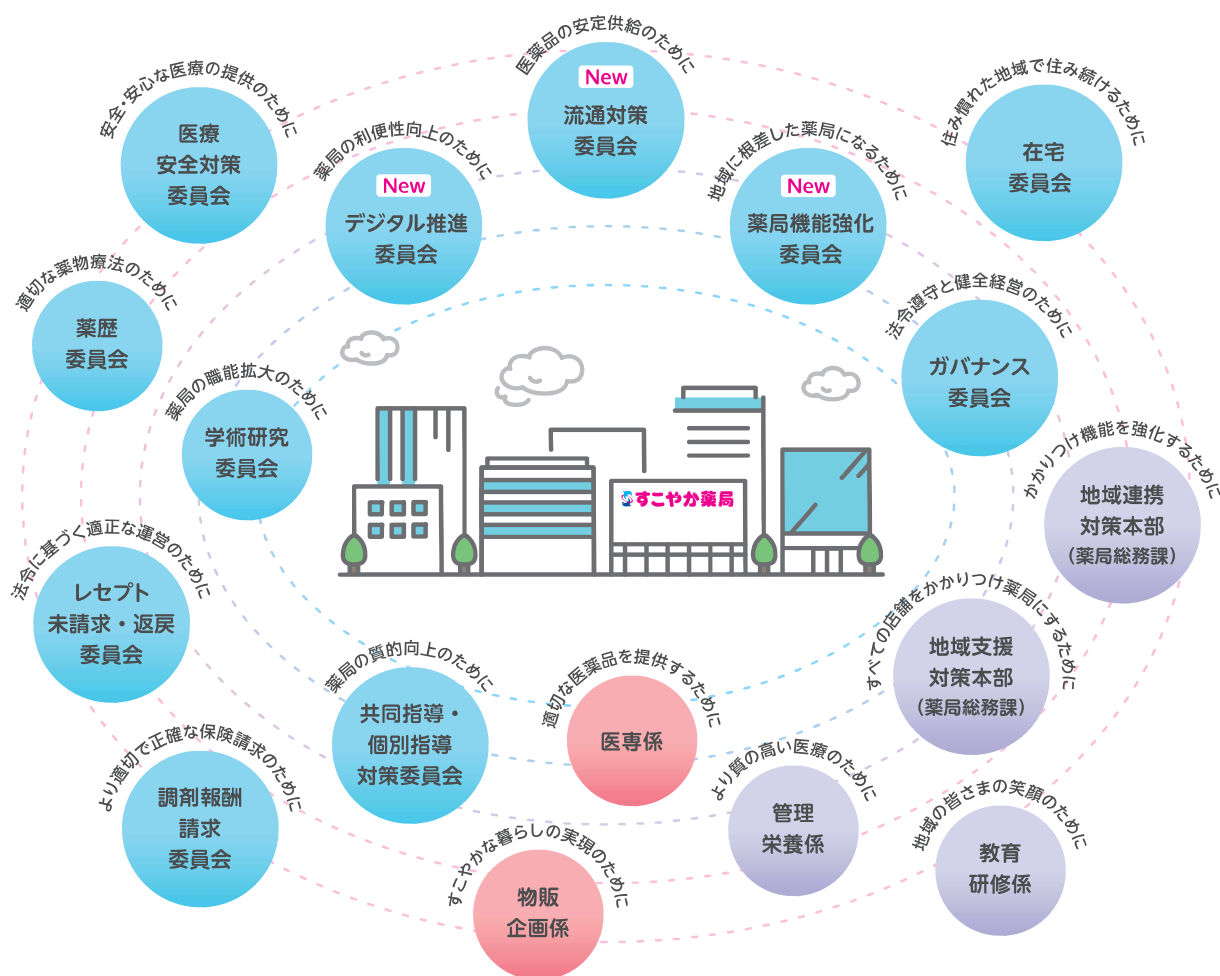 医薬品の安定供給のために
New
流通対策
委員会
安全・安心な医療の提供のために
医療
安全対策
委員会
住み慣れた地域で住み続けるために
在宅
委員会
薬局の利便性向上のために
New
デジタル推進
委員会
地域に根差した薬局になるために
New
薬局機能強化
委員会
適切な薬物療法のために
薬歴
委員会
法令遵守と健全経営のために
ガバナンス
委員会
薬局の職能拡大のために
学術研究
委員会
かかりつけ機能を強化するために
地域連携
対策本部
（薬局総務課）
すこやか薬局
法令に基づく適正な運営のために
レセプト
未請求・返戻
委員会
すべての店舗をかかりつけ薬局にするために
地域支援
対策本部
（薬局総務課）
薬局の質的向上のために
共同指導・
個別指導
対策委員会
適切な医薬品を提供するために
医専係
より適切で正確な保険請求のために
調剤報酬
請求
委員会
より質の高い医療のために
管理
栄養係
地域の皆さまの笑顔のために
教育
研修係
すこやかな暮らしの実現のために
物販
企画係